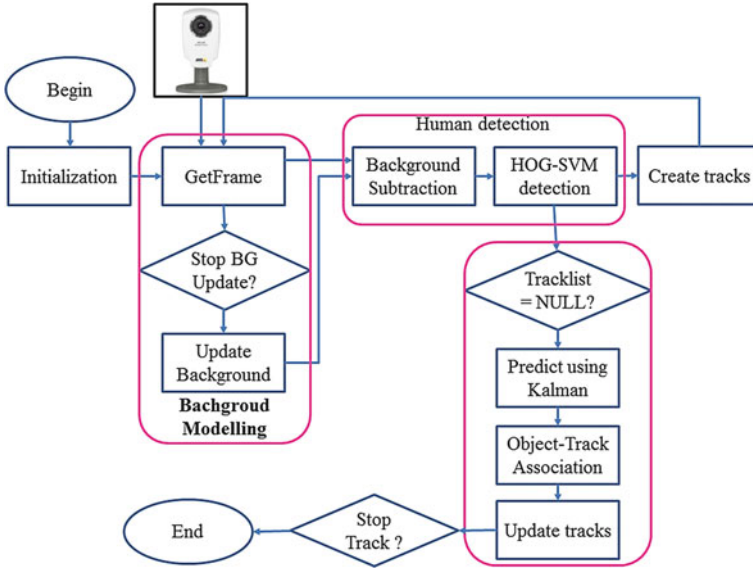 Begin
Initialization
GetFrame
Stop BG
Update?
Update
Background
Bachgroud
Modelling
Human detection
Background
Subtraction
HOG-SVM
detection
Create tracks
Tracklist
= NULL?
Predict using
Kalman
Object-Track
Association
Update tracks
Stop
Track ?
End